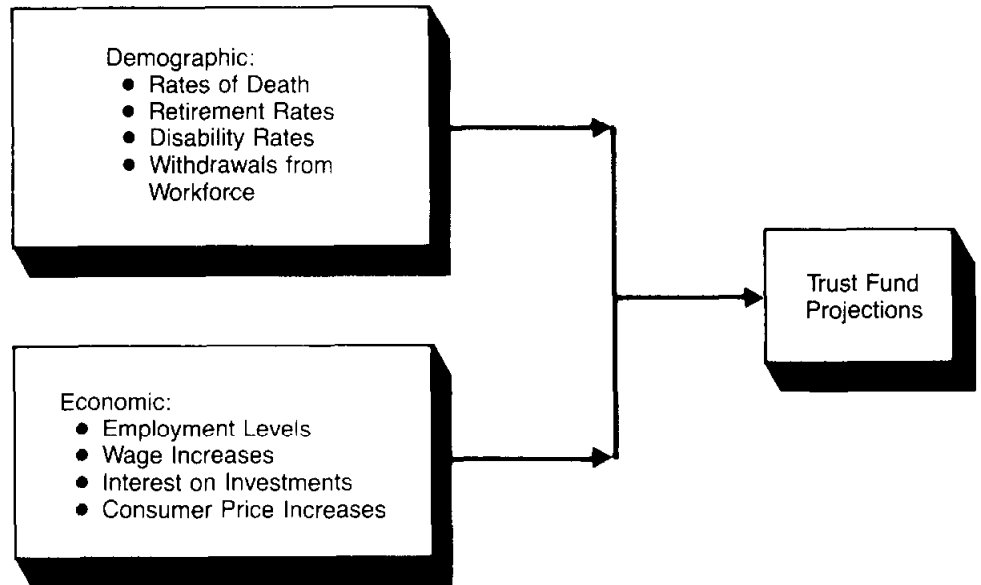 Demographic:
● Rates of Death
● Retirement Rates
● Disability Rates
● Withdrawals from
Workforce
Economic:
● Employment Levels
● Wage Increases
● Interest on Investments
● Consumer Price Increases
Trust Fund
Projections